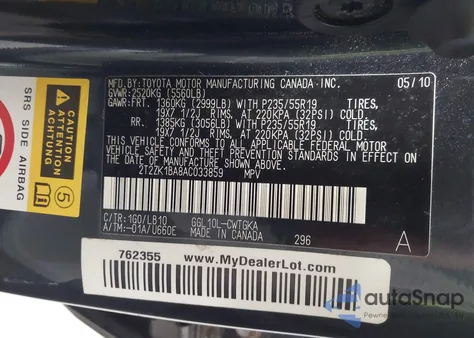 MFD.BY:TOYOTA MOTOR MANUFACTURING CANADA INC. 05/10
GVWR:2520KG (5560LB)
GAWR:FRT. 1360KG (2999LB) WITH P235/55R19 TIRES,
19X7 1/2J RIMS, AT 220KPA (32PSI) COLD
RR. 1385KG (3056LB) WITH P235/55R19 TIRES,
19X7 1/2J RIMS, AT 220KPA (32PSI) COLD
THIS VEHICLE CONFORMS TO ALL APPLICABLE FEDERAL MOTOR
VEHICLE SAFETY, AND THEFT PREVENTION STANDARDS IN EFFECT ON
THE DATE OF MANUFACTURE SHOWN ABOVE.
2T2ZK1BA8AC033859 MPV
C/TR:1G0/LB10 GGL10L-CWTGKA
A/TM:-01A/U660E MADE IN CANADA 296 A
762355 www.MyDealerLot.com
CAUTION
ATTENTION
ACHTUNG
5
SRS SIDE AIRBAG
autoSnap